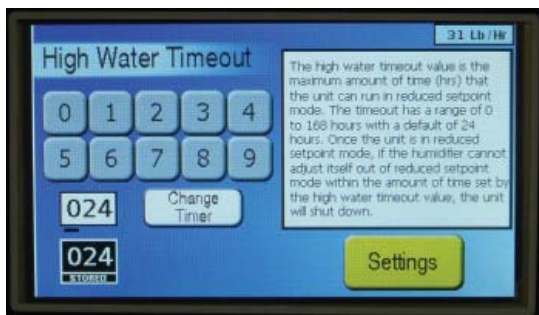 31 Lb/Hr
High Water Timeout
0 1 2 3 4
5 6 7 8 9
024
Change
Timer
024
STORED
The high water timeout value is the
maximum amount of time (hrs) that
the unit can run in reduced setpoint
mode. The timeout has a range of 0
to 168 hours with a default of 24
hours. Once the unit is in reduced
setpoint mode, if the humidifier cannot
adjust itself out of reduced setpoint
mode within the amount of time set by
the high water timeout value, the unit
will shut down.
Settings